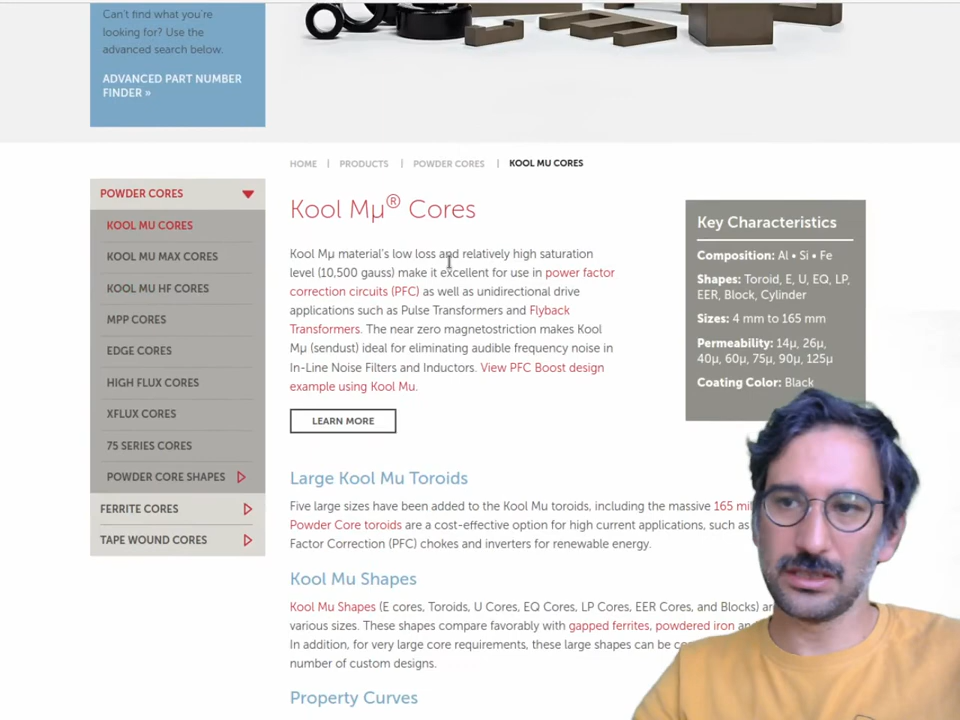 Can't find what you're
looking for? Use the
advanced search below.
ADVANCED PART NUMBER
FINDER »
HOME | PRODUCTS | POWDER CORES | KOOL MU CORES
POWDER CORES
KOOL MU CORES
KOOL MU MAX CORES
KOOL MU HF CORES
MPP CORES
EDGE CORES
HIGH FLUX CORES
XFLUX CORES
75 SERIES CORES
POWDER CORE SHAPES
FERRITE CORES
TAPE WOUND CORES
Kool Mµ® Cores
Kool Mµ material's low loss and relatively high saturation
level (10,500 gauss) make it excellent for use in power factor
correction circuits (PFC) as well as unidirectional drive
applications such as Pulse Transformers and Flyback
Transformers. The near zero magnetostriction makes Kool
Mµ (sendust) ideal for eliminating audible frequency noise in
In-Line Noise Filters and Inductors. View PFC Boost design
example using Kool Mu.
LEARN MORE
Key Characteristics
Composition: Al • Si • Fe
Shapes: Toroid, E, U, EQ, LP,
EER, Block, Cylinder
Sizes: 4 mm to 165 mm
Permeability: 14µ, 26µ,
40µ, 60µ, 75µ, 90µ, 125µ
Coating Color: Black
Large Kool Mu Toroids
Five large sizes have been added to the Kool Mu toroids, including the massive 165
Powder Core toroids are a cost-effective option for high current applications, such as
Factor Correction (PFC) chokes and inverters for renewable energy.
Kool Mu Shapes
Kool Mu Shapes (E cores, Toroids, U Cores, EQ Cores, LP Cores, EER Cores, and Blocks)
various sizes. These shapes compare favorably with gapped ferrites, powdered iron
In addition, for very large core requirements, these large shapes can be
number of custom designs.
Property Curves